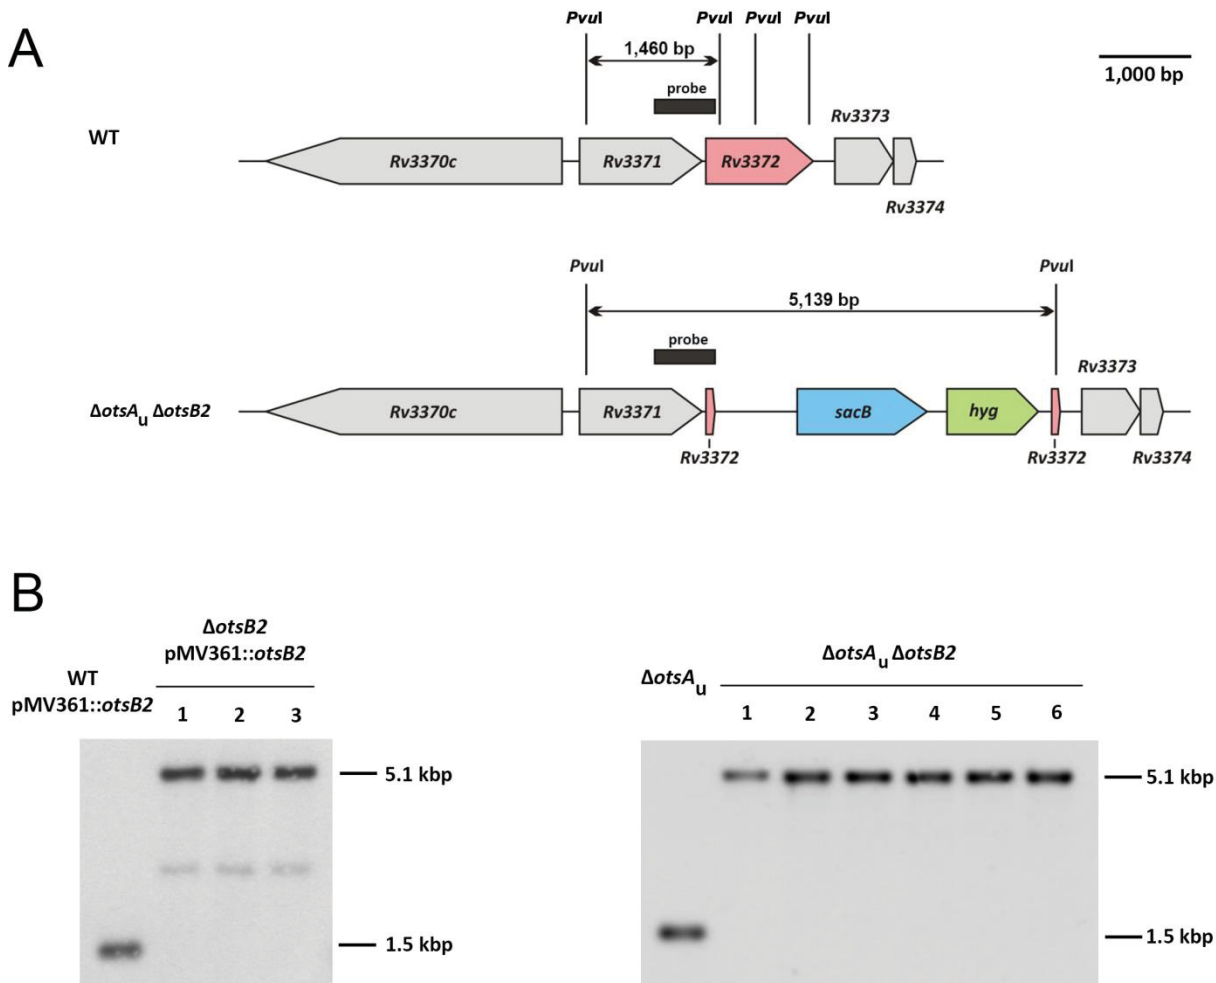 A
PvuI PvuI PvuI PvuI
1,460 bp
1,000 bp
probe
WT
Rv3373
Rv3370c Rv3371 Rv3372
Rv3374
PvuI PvuI
5,139 bp
probe
Rv3373
ΔotsAu ΔotsB2 Rv3370c Rv3371 sacB hyg
Rv3372 Rv3372 Rv3374
B
ΔotsB2
pMV361::otsB2
WT
pMV361::otsB2
1 2 3
5.1 kbp
1.5 kbp
ΔotsAu ΔotsB2
ΔotsAu
1 2 3 4 5 6
5.1 kbp
1.5 kbp